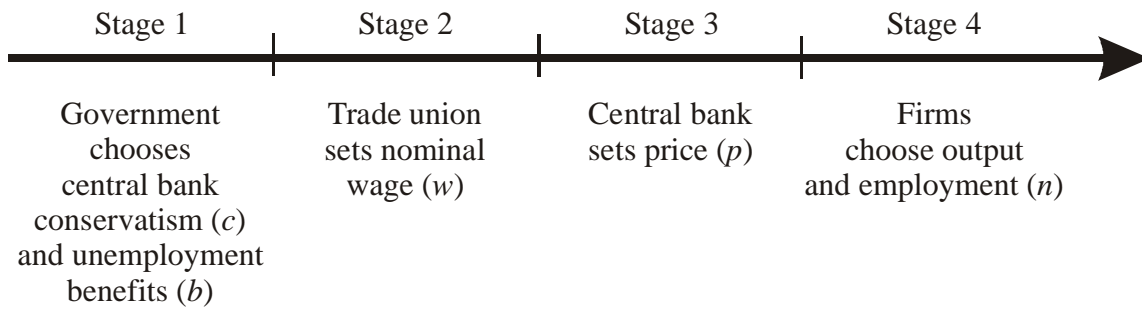 Stage 1
Stage 2
Stage 3
Stage 4
Government
chooses
central bank
conservatism (c)
and unemployment
benefits (b)
Trade union
sets nominal
wage (w)
Central bank
sets price (p)
Firms
choose output
and employment (n)